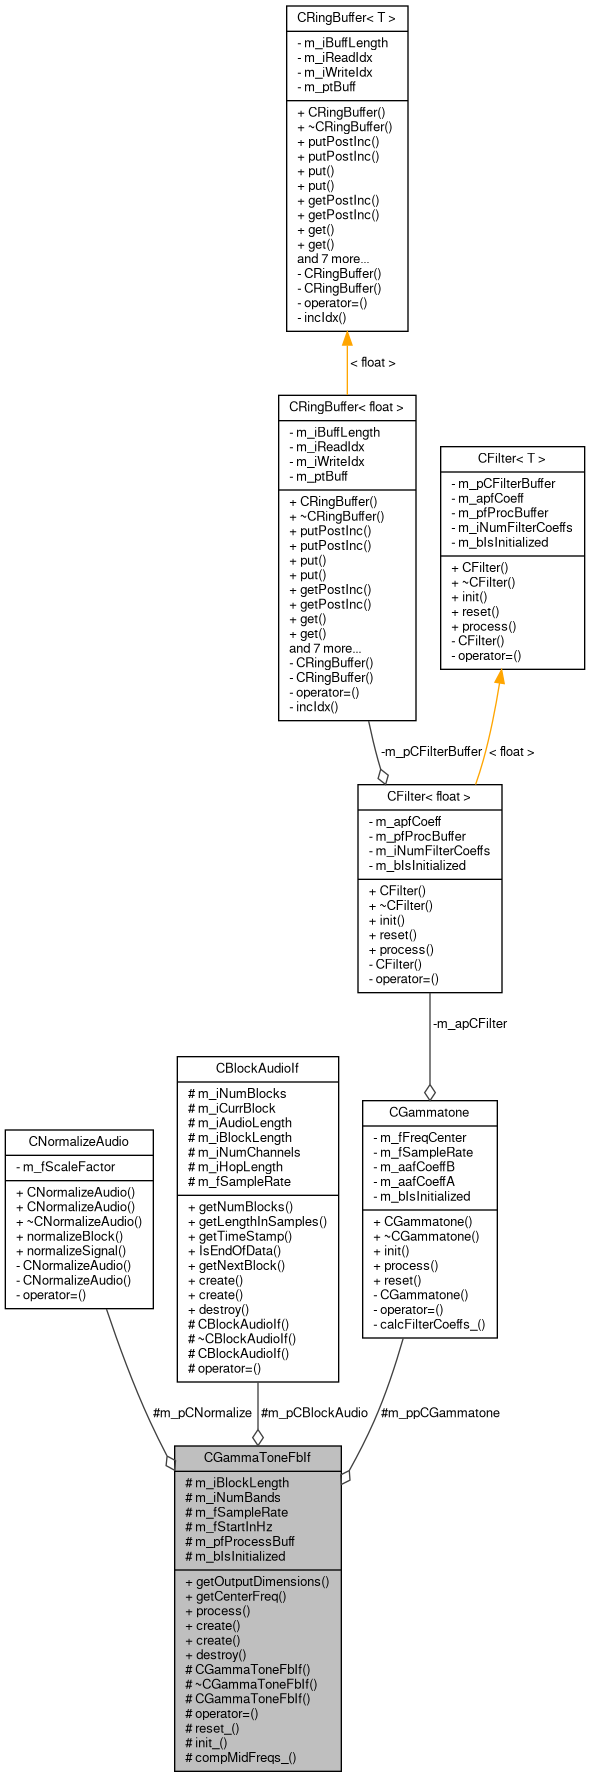 CRingBuffer< T >
- m_iBuffLength
- m_iReadIdx
- m_iWriteIdx
- m_ptBuff
+ CRingBuffer()
+ ~CRingBuffer()
+ putPostInc()
+ putPostInc()
+ put()
+ put()
+ getPostInc()
+ getPostInc()
+ get()
+ get()
and 7 more...
- CRingBuffer()
- CRingBuffer()
- operator=()
- incIdx()
< float >
CRingBuffer< float >
- m_iBuffLength
- m_iReadIdx
- m_iWriteIdx
- m_ptBuff
+ CRingBuffer()
+ ~CRingBuffer()
+ putPostInc()
+ putPostInc()
+ put()
+ put()
+ getPostInc()
+ getPostInc()
+ get()
+ get()
and 7 more...
- CRingBuffer()
- CRingBuffer()
- operator=()
- incIdx()
CFilter< T >
- m_pCFilterBuffer
- m_apfCoeff
- m_pfProcBuffer
- m_iNumFilterCoeffs
- m_bIsInitialized
+ CFilter()
+ ~CFilter()
+ init()
+ reset()
+ process()
- CFilter()
- operator=()
-m_pCFilterBuffer
< float >
CFilter< float >
- m_apfCoeff
- m_pfProcBuffer
- m_iNumFilterCoeffs
- m_bIsInitialized
+ CFilter()
+ ~CFilter()
+ init()
+ reset()
+ process()
- CFilter()
- operator=()
-m_apCFilter
CNormalizeAudio
- m_fScaleFactor
+ CNormalizeAudio()
+ CNormalizeAudio()
+ ~CNormalizeAudio()
+ normalizeBlock()
+ normalizeSignal()
- CNormalizeAudio()
- CNormalizeAudio()
- operator=()
CBlockAudioIf
# m_iNumBlocks
# m_iCurrBlock
# m_iAudioLength
# m_iBlockLength
# m_iNumChannels
# m_iHopLength
# m_fSampleRate
+ getNumBlocks()
+ getLengthInSamples()
+ getTimeStamp()
+ IsEndOfData()
+ getNextBlock()
+ create()
+ create()
+ destroy()
# CBlockAudioIf()
# ~CBlockAudioIf()
# CBlockAudioIf()
# operator=()
CGammatone
- m_fFreqCenter
- m_fSampleRate
- m_aafCoeffB
- m_aafCoeffA
- m_bIsInitialized
+ CGammatone()
+ ~CGammatone()
+ init()
+ process()
+ reset()
- CGammatone()
- operator=()
- calcFilterCoeffs_()
#m_pCNormalize
#m_pCBlockAudio
#m_ppCGammatone
CGammaToneFbIf
# m_iBlockLength
# m_iNumBands
# m_fSampleRate
# m_fStartInHz
# m_pfProcessBuff
# m_bIsInitialized
+ getOutputDimensions()
+ getCenterFreq()
+ process()
+ create()
+ create()
+ destroy()
# CGammaToneFbIf()
# ~CGammaToneFbIf()
# CGammaToneFbIf()
# operator=()
# reset_()
# init_()
# compMidFreqs_()